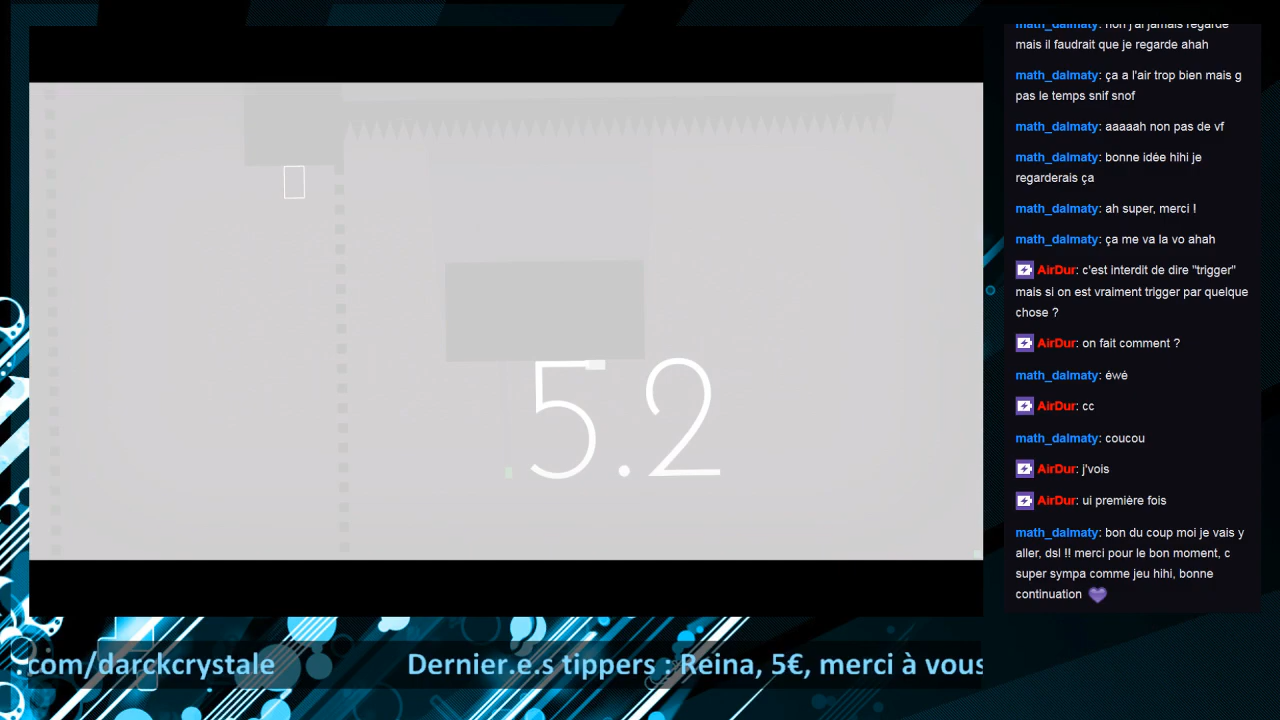 5.2
math_dalmaty: non j'ai jamais regardé
mais il faudrait que je regarde ahah
math_dalmaty: ça a l'air trop bien mais g
pas le temps snif snof
math_dalmaty: aaaaah non pas de vf
math_dalmaty: bonne idée hihi je
regarderais ça
math_dalmaty: ah super, merci !
math_dalmaty: ça me va la vo ahah
AirDur: c'est interdit de dire "trigger"
mais si on est vraiment trigger par quelque
chose ?
AirDur: on fait comment ?
math_dalmaty: éwé
AirDur: cc
math_dalmaty: coucou
AirDur: j'vois
AirDur: ui première fois
math_dalmaty: bon du coup moi je vais y
aller, dsl !! merci pour le bon moment, c
super sympa comme jeu hihi, bonne
continuation
com/darckcrystale Dernier.e.s tippers : Reina, 5€, merci à vous